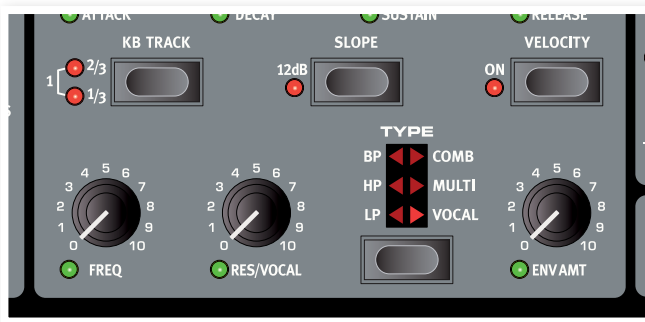 ATTACK DECAY SUSTAIN RELEASE
KB TRACK SLOPE VELOCITY
2/3 12dB ON
1
1/3
TYPE
BP COMB
HP MULTI
LP VOCAL
0 1 2 3 4 5 6 7 8 9 10
0 1 2 3 4 5 6 7 8 9 10
0 1 2 3 4 5 6 7 8 9 10
FREQ RES/VOCAL ENV AMT